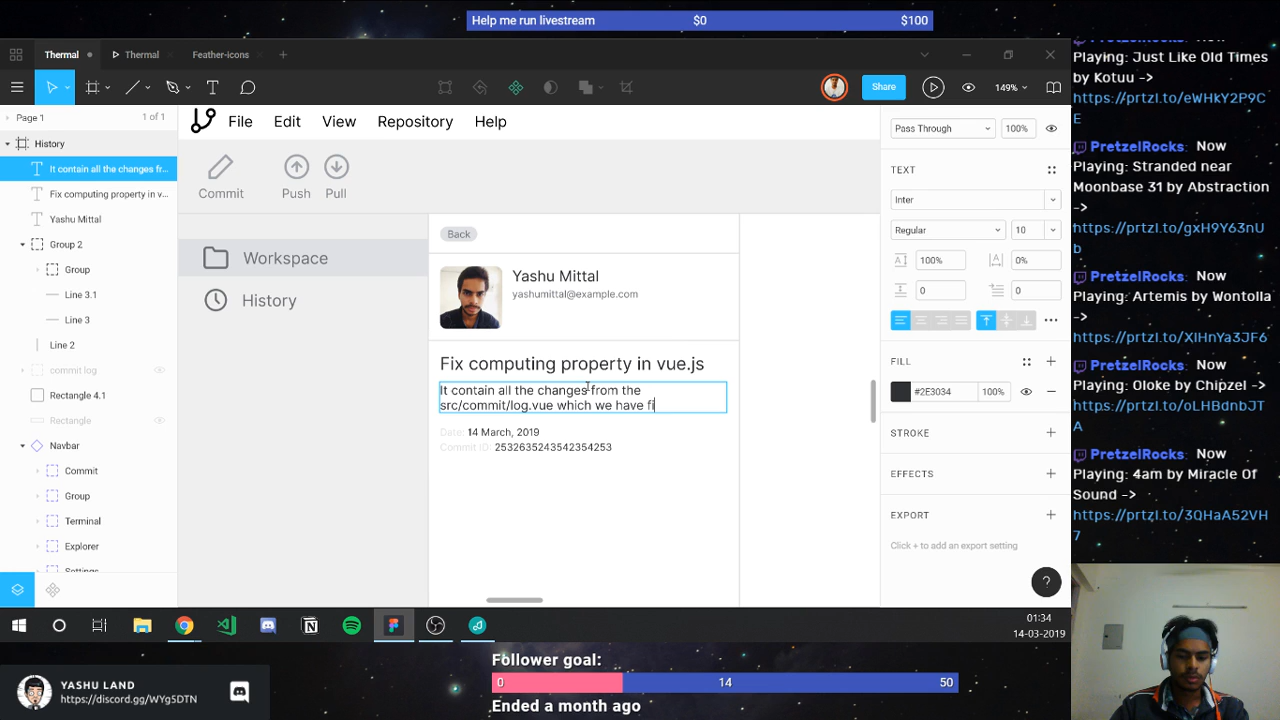 Help me run livestream $0 $100
Thermal
Thermal
Feather-icons
Share
149%
Page 1
1 of 1
History
It contain all the changes fr...
Fix computing property in v...
Yashu Mittal
Group 2
Group
Line 3.1
Line 3
Line 2
commit log
Rectangle 4.1
Rectangle
Navbar
Commit
Group
Terminal
Explorer
Settings
File Edit View Repository Help
Commit
Push
Pull
Workspace
History
Back
Yashu Mittal
yashumittal@example.com
Fix computing property in vue.js
It contain all the changes from the
src/commit/log.vue which we have fi
Date: 14 March, 2019
Commit ID: 2532635243542354253
Pass Through
100%
TEXT
Inter
Regular
10
100%
0%
0
0
FILL
#2E3034
100%
STROKE
EFFECTS
EXPORT
Click + to add an export setting
?
01:34
14-03-2019
PretzelRocks: Now
Playing: Just Like Old Times
by Kotuu ->
https://prtzl.to/eWHkY2P9C
E
PretzelRocks: Now
Playing: Stranded near
Moonbase 31 by Abstraction
->
https://prtzl.to/gxH9Y63nU
b
PretzelRocks: Now
Playing: Artemis by Wontolla
->
https://prtzl.to/XIHnYa3JF6
PretzelRocks: Now
Playing: Oloke by Chipzel ->
https://prtzl.to/oLHBdnbJT
A
PretzelRocks: Now
Playing: 4am by Miracle Of
Sound ->
https://prtzl.to/3QHaA52VH
7
YASHU LAND
https://discord.gg/WYg5DTN
Follower goal:
0 14 50
Ended a month ago